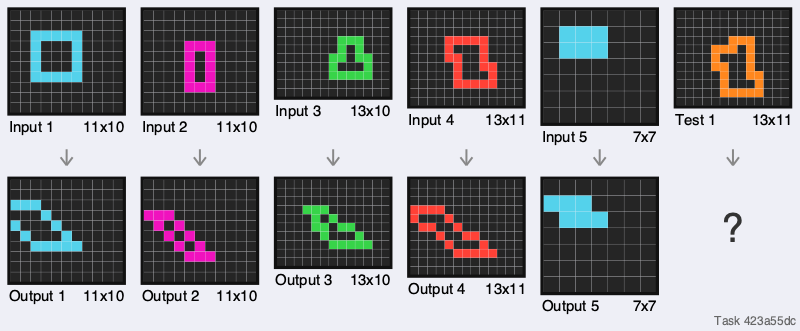 Input 1 11x10
Input 2 11x10
Input 3 13x10
Input 4 13x11
Input 5 7x7
Test 1 13x11
?
Output 1 11x10
Output 2 11x10
Output 3 13x10
Output 4 13x11
Output 5 7x7
Task 423a55dc